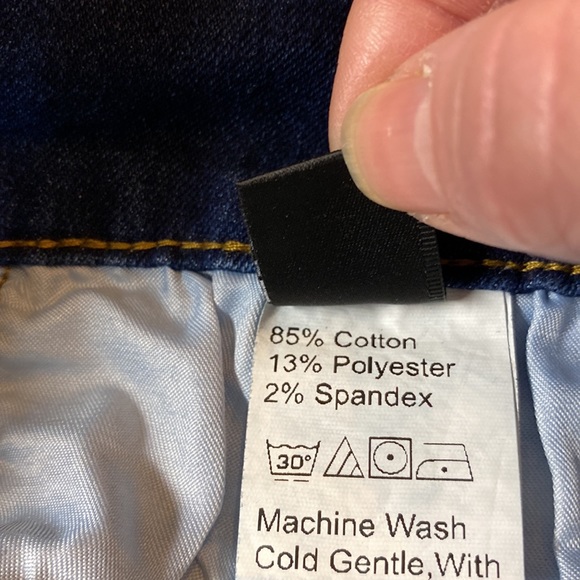 85% Cotton
13% Polyester
2% Spandex
30°
Machine Wash
Cold Gentle,With